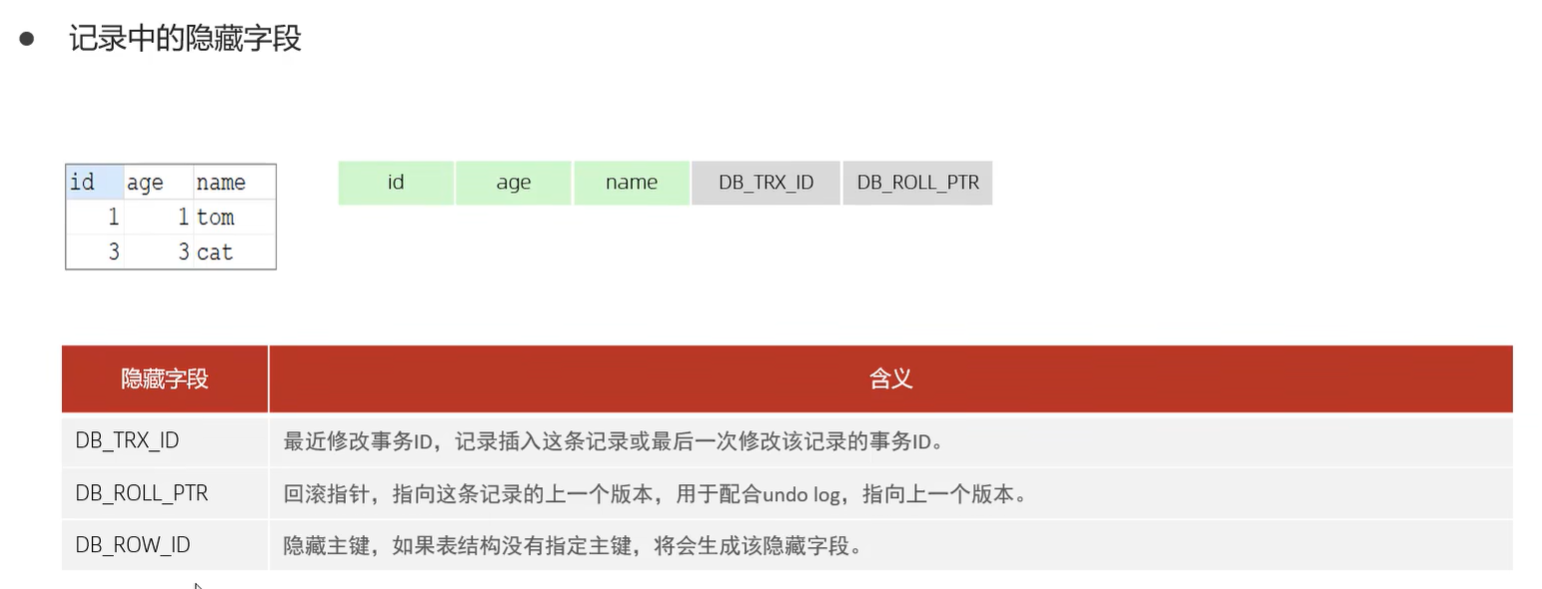 记录中的隐藏字段
id age name
1 1 tom
3 3 cat
id age name DB_TRX_ID DB_ROLL_PTR
隐藏字段 含义
DB_TRX_ID 最近修改事务ID，记录插入这条记录或最后一次修改该记录的事务ID。
DB_ROLL_PTR 回滚指针，指向这条记录的上一个版本，用于配合undo log，指向上一个版本。
DB_ROW_ID 隐藏主键，如果表结构没有指定主键，将会生成该隐藏字段。